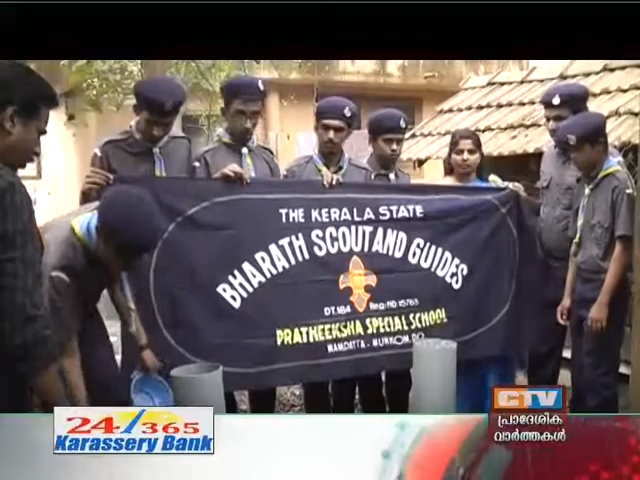 THE KERALA STATE
BHARATH SCOUT AND GUIDES
PRATHEEKSHA SPECIAL SCHOOL
24/365
Karassery Bank
CTV
പ്രാദേശിക
വാർത്തകൾ